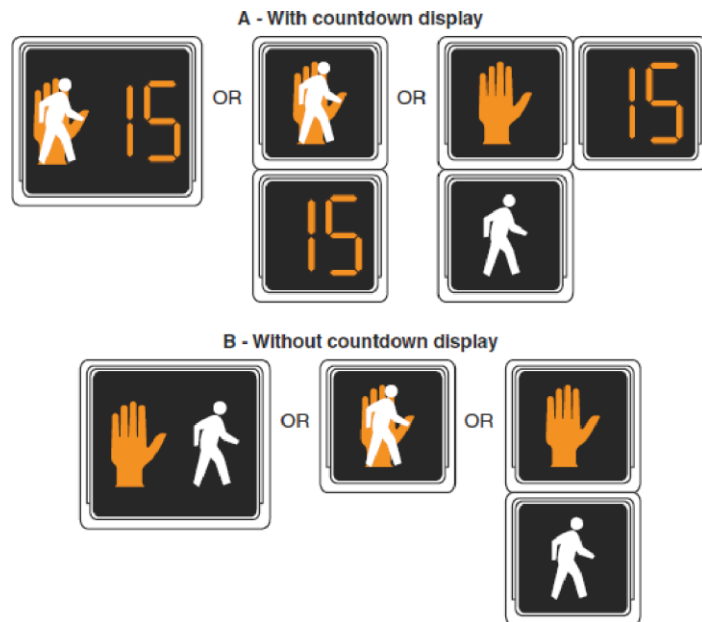 A - With countdown display
15 OR OR 15
15
B - Without countdown display
OR OR